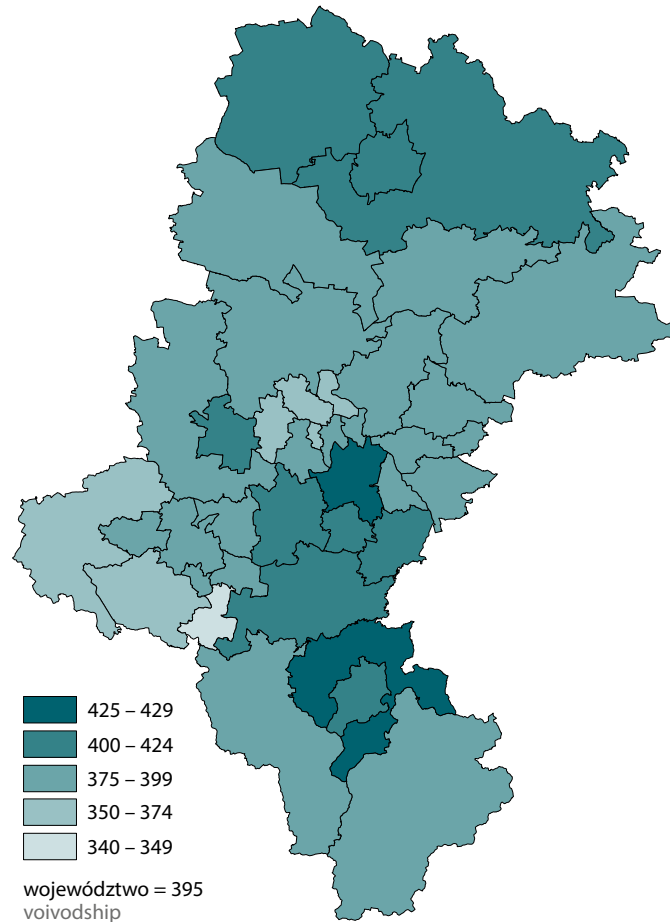 425 – 429
400 – 424
375 – 399
350 – 374
340 – 349
województwo = 395
voivodship